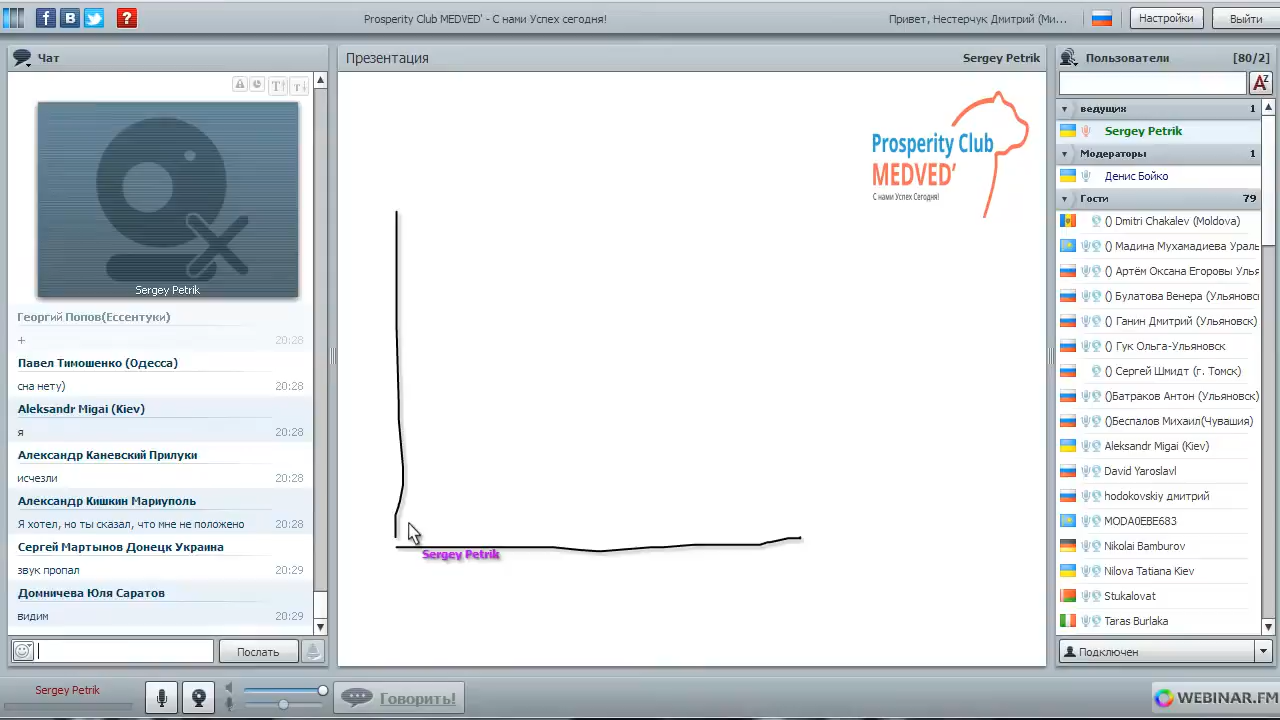 Prosperity Club MEDVED' - С нами Успех сегодня!
Привет, Нестерчук Дмитрий (Ми...
Настройки
Выйти
Чат
Sergey Petrik
Георгий Попов(Ессентуки)
+ 20:28
Павел Тимошенко (Одесса)
сна нету) 20:28
Aleksandr Migai (Kiev)
я 20:28
Александр Каневский Прилуки
исчезли 20:28
Александр Кишкин Мариуполь
Я хотел, но ты сказал, что мне не положено 20:28
Сергей Мартынов Донецк Украина
звук пропал 20:29
Домничева Юля Саратов
видим 20:29
Послать
Презентация
Sergey Petrik
Prosperity Club
MEDVED'
С нами Успех Сегодня!
Sergey Petrik
Пользователи [80/2]
ведущих 1
Sergey Petrik
Модераторы 1
Денис Бойко
Гости 79
() Dmitri Chakalev (Moldova)
() Мадина Мухамадиева Ураль
() Артём Оксана Егоровы Улья
() Булатова Венера (Ульяновс
() Ганин Дмитрий (Ульяновск)
() Гук Ольга-Ульяновск
() Сергей Шмидт (г. Томск)
()Батраков Антон (Ульяновск)
()Беспалов Михаил(Чувашия)
Aleksandr Migai (Kiev)
David Yaroslavl
hodokovskiy дмитрий
MODA0EBE683
Nikolai Bamburov
Nilova Tatiana Kiev
Stukalovat
Taras Burlaka
Подключен
Sergey Petrik
Говорить!
WEBINAR.FM